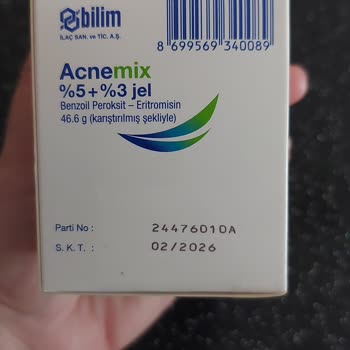 bilim
İLAÇ SAN. ve TİC. A.Ş.
8 699569 340089
Acnemix
%5+%3 jel
Benzoil Peroksit – Eritromisin
46.6 g (karıştırılmış şekliyle)
Parti No : 24476010A
S. K. T. : 02/2026